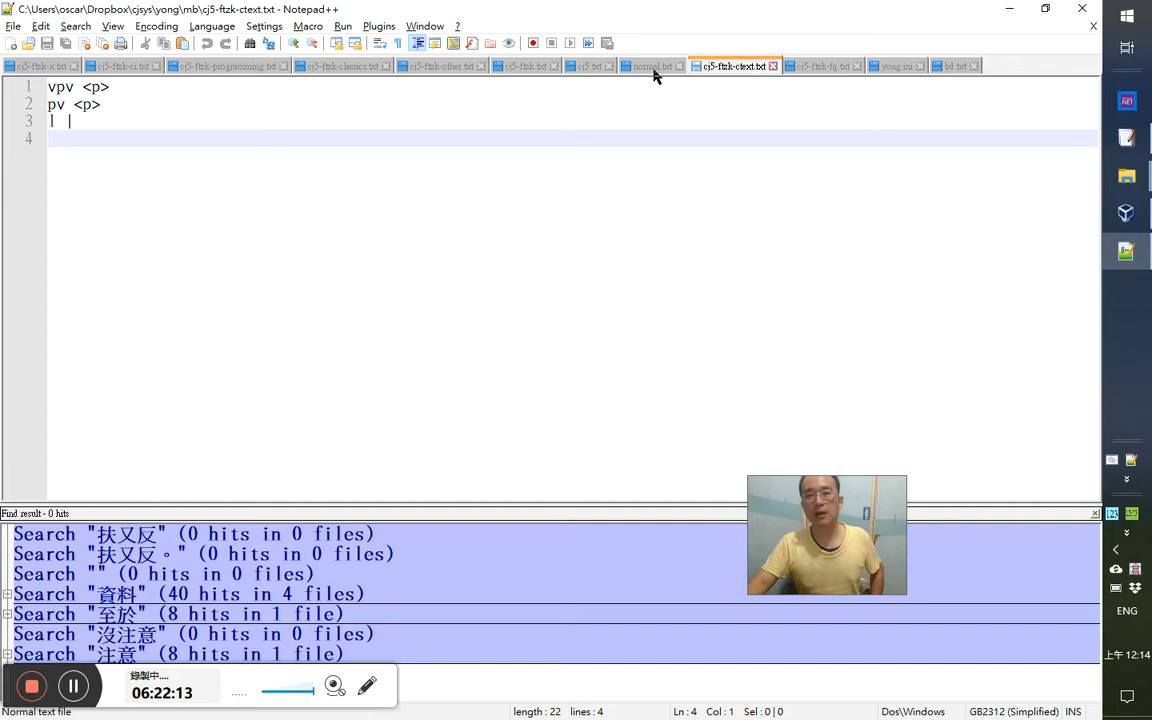 C:\Users\oscar\Dropbox\cjsys\yong\mb\cj5-ftzk-ctext.txt - Notepad++
File Edit Search View Encoding Language Settings Macro Run Plugins Window ?
X
cj5-ftzk-x.txt cj5-ftzk-ci.txt cj5-ftzk-programming.txt cj5-ftzk-classics.txt cj5-ftzk-other.txt cj5-ftzk.txt cj5.txt normal.txt cj5-ftzk-ctext.txt cj5-ftzk-fq.txt yong.ini bd.txt
1 vpv <p>
2 pv <p>
3 l |
4
Find result - 0 hits
Search "扶又反" (0 hits in 0 files)
Search "扶又反。" (0 hits in 0 files)
Search "" (0 hits in 0 files)
Search "資料" (40 hits in 4 files)
Search "至於" (8 hits in 1 file)
Search "沒注意" (0 hits in 0 files)
Search "注意" (8 hits in 1 file)
錄製中....
06:22:13
Normal text file length : 22 lines : 4 Ln : 4 Col : 1 Sel : 0 | 0 Dos\Windows GB2312 (Simplified) INS
.NET
123
ENG
上午 12:14